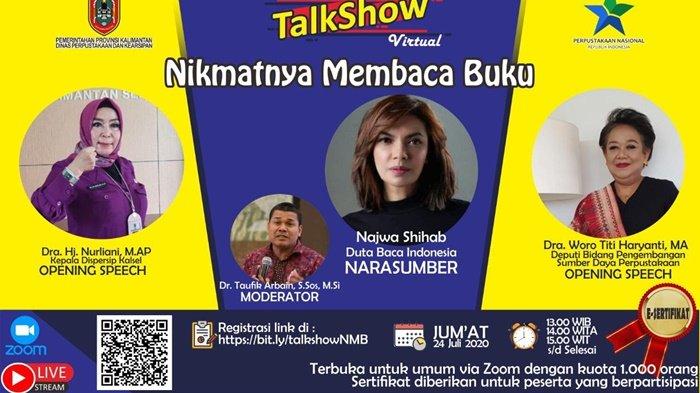 TalkShow
Virtual
PEMERINTAHAN PROVINSI KALIMANTAN
DINAS PERPUSTAKAAN DAN KEARSIPAN
PERPUSTAKAAN NASIONAL
REPUBLIK INDONESIA
Nikmatnya Membaca Buku
Dra. Hj. Nurliani, M.AP
Kepala Dispersip Kalsel
OPENING SPEECH
Dr. Taufik Arbain, S.Sos, M.Si
MODERATOR
Najwa Shihab
Duta Baca Indonesia
NARASUMBER
Dra. Woro Titi Haryanti, MA
Deputi Bidang Pengembangan
Sumber Daya Perpustakaan
OPENING SPEECH
zoom
LIVE
STREAM
Registrasi link di :
https://bit.ly/talkshowNMB
JUM'AT
24 Juli 2020
13.00 WIB
14.00 WITA
15.00 WIT
s/d Selesai
E-SERTIFIKAT
Terbuka untuk umum via Zoom dengan kuota 1.000 orang
Sertifikat diberikan untuk peserta yang berpartisipasi